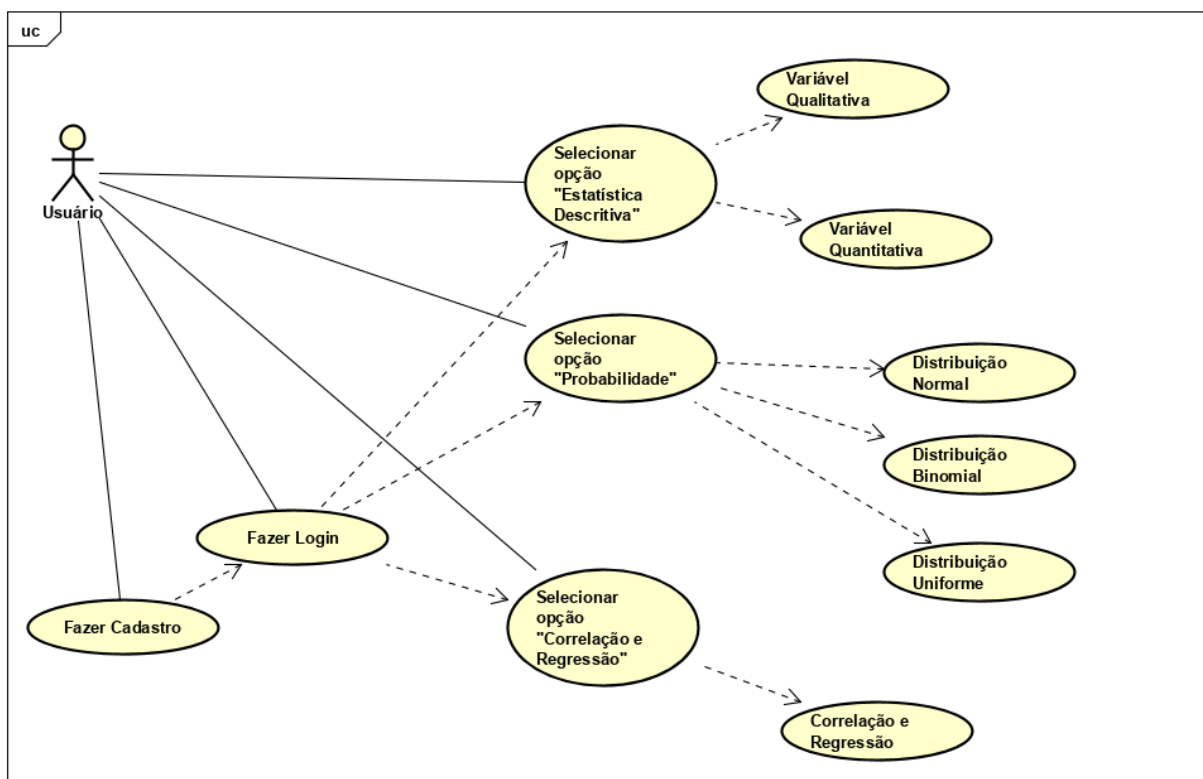 uc
Usuário
Variável
Qualitativa
Selecionar
opção
"Estatística
Descritiva"
Variável
Quantitativa
Selecionar
opção
"Probabilidade"
Distribuição
Normal
Distribuição
Binomial
Distribuição
Uniforme
Fazer Login
Fazer Cadastro
Selecionar
opção
"Correlação e
Regressão"
Correlação e
Regressão